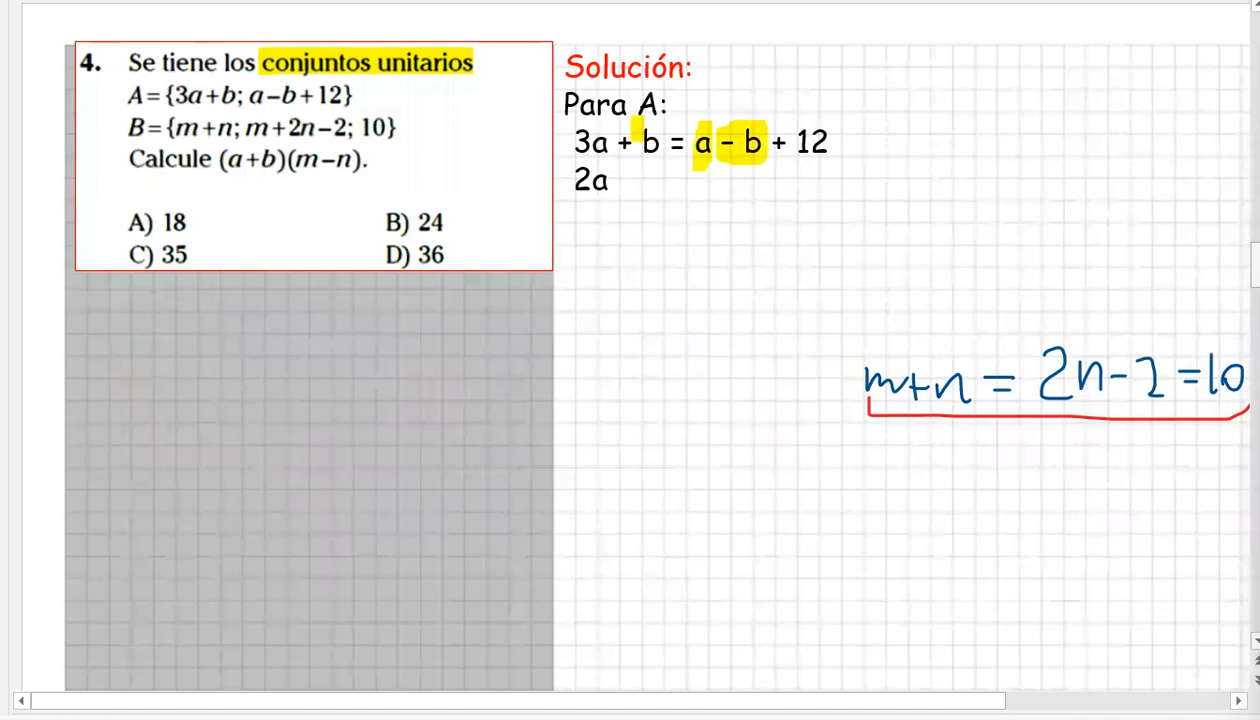 4. Se tiene los conjuntos unitarios
A={3a+b; a−b+12}
B={m+n; m+2n−2; 10}
Calcule (a+b)(m−n).
A) 18 B) 24
C) 35 D) 36
Solución:
Para A:
3a + b = a − b + 12
2a
m+n = 2n-2 =10